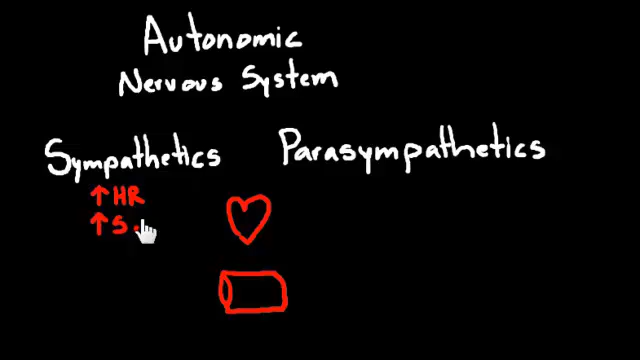 Autonomic
Nervous System
Sympathetics Parasympathetics
↑ HR
↑ S.